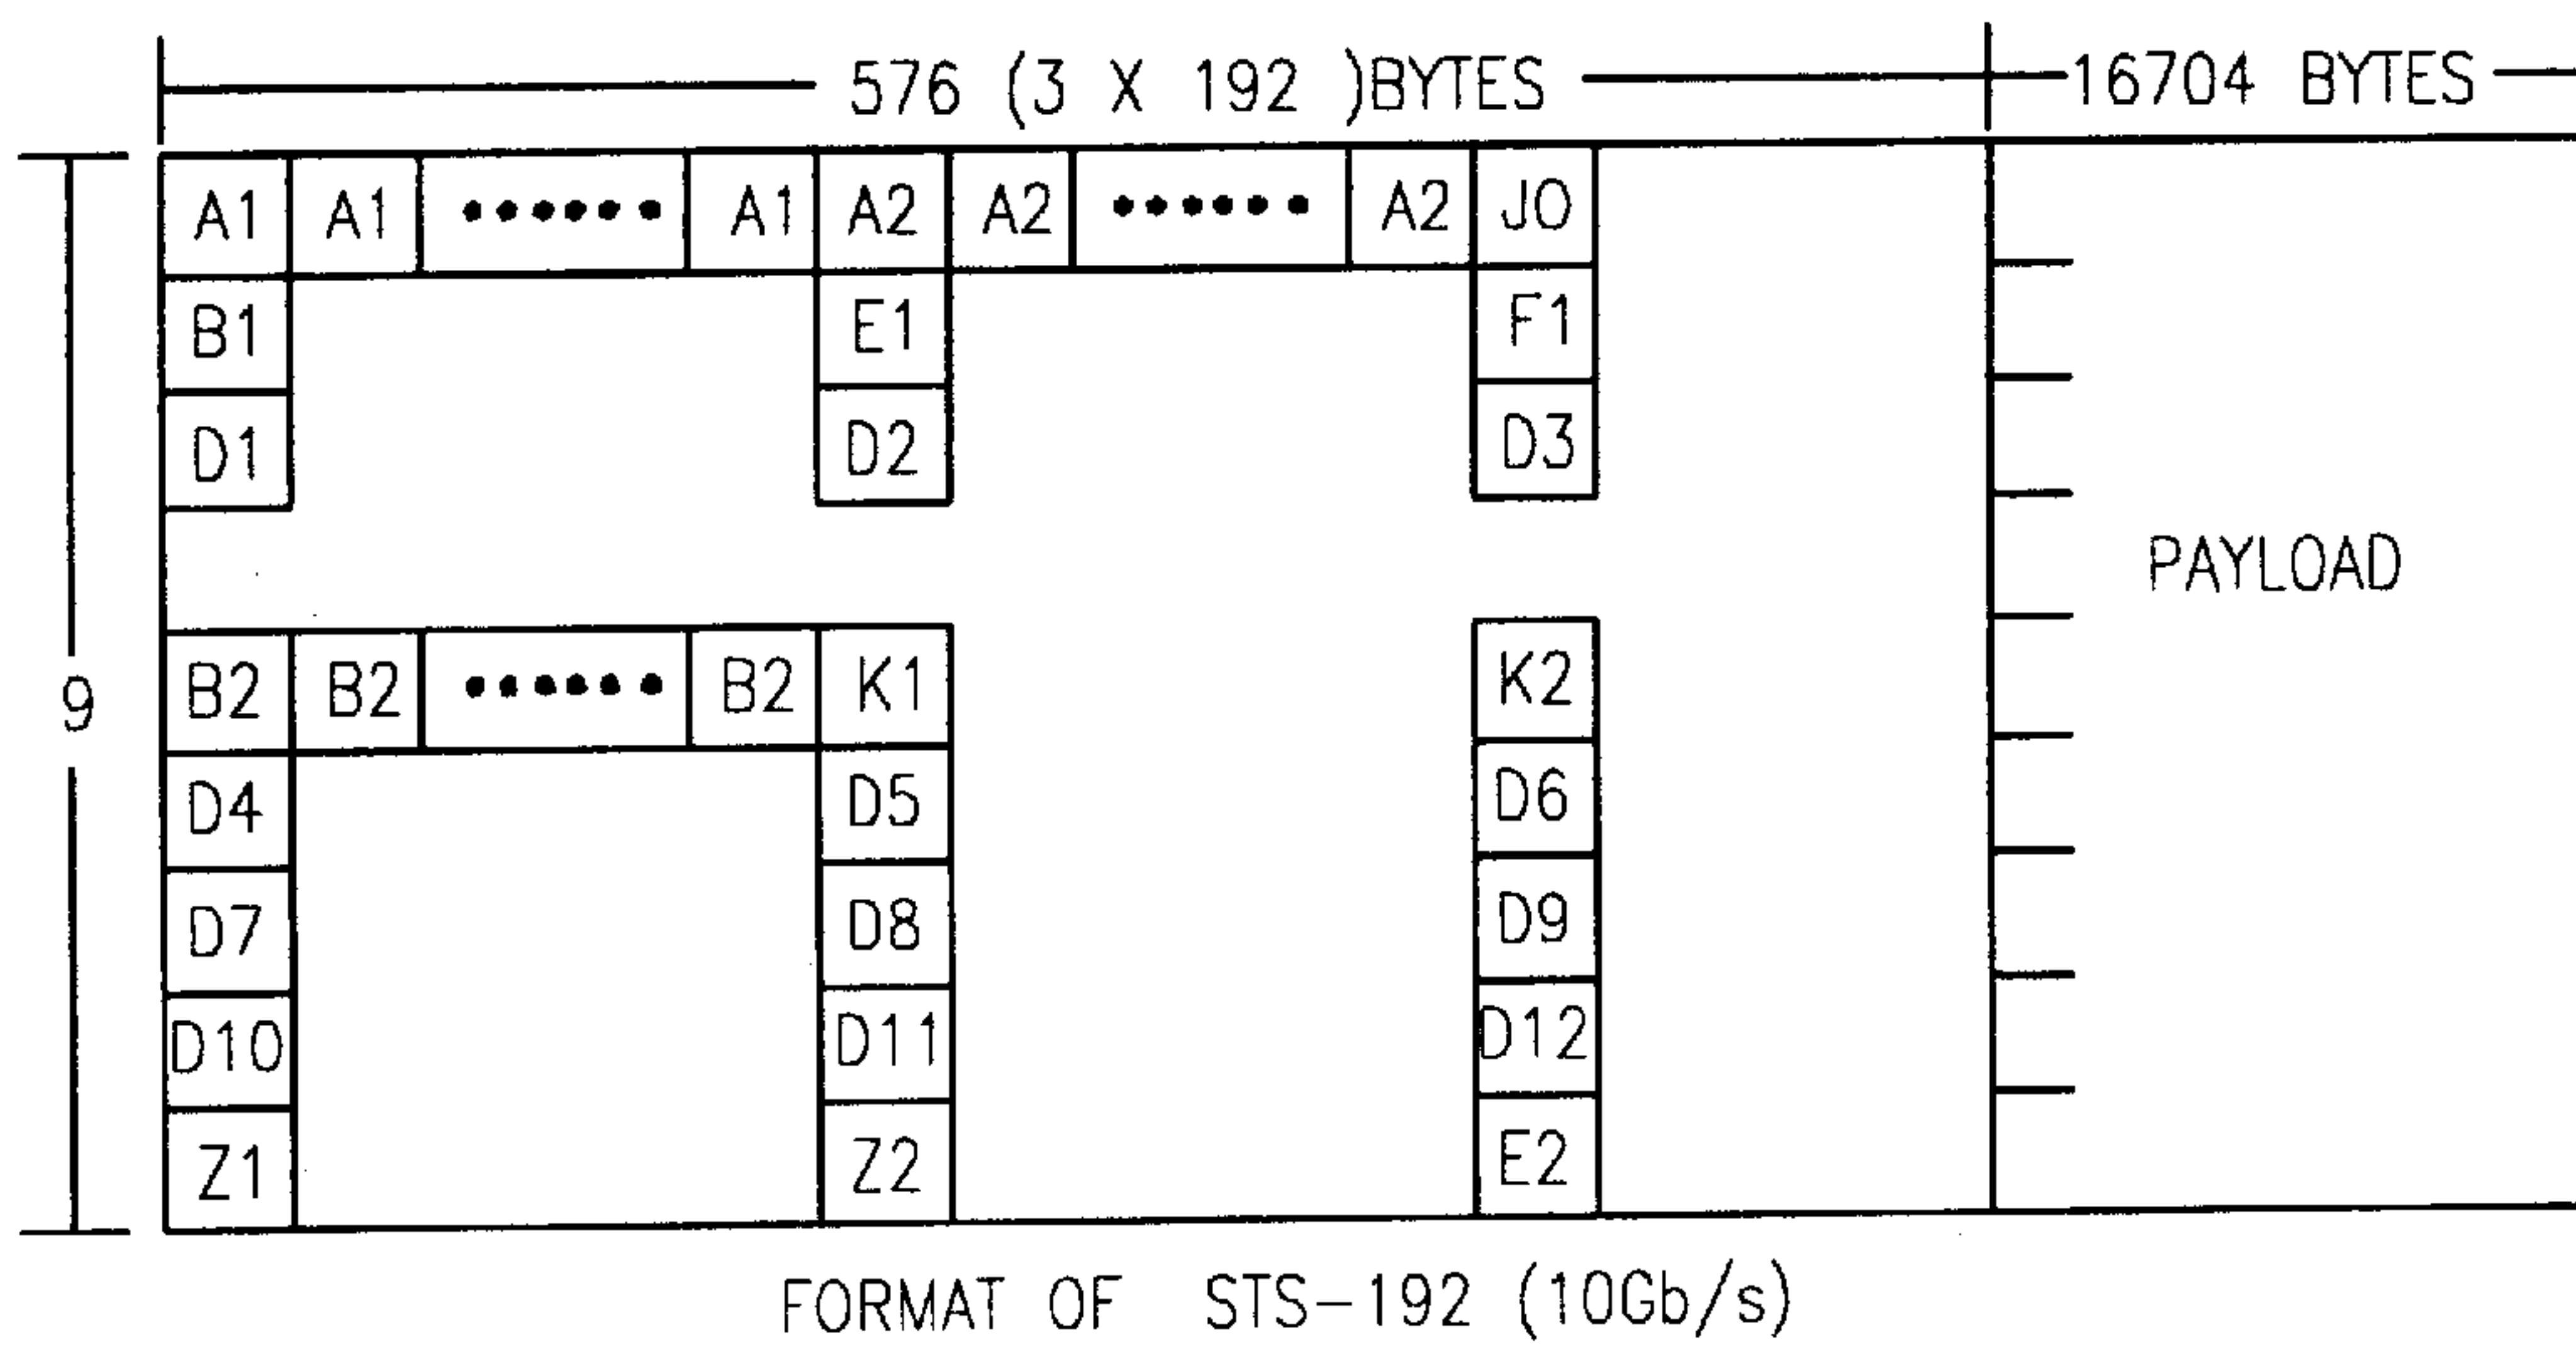 576 (3 X 192 )BYTES 16704 BYTES
A1 A1 •••••• A1 A2 A2 •••••• A2 J0
B1 E1 F1
D1 D2 D3
PAYLOAD
B2 B2 •••••• B2 K1 K2
9
D4 D5 D6
D7 D8 D9
D10 D11 D12
Z1 Z2 E2
FORMAT OF STS-192 (10Gb/s)